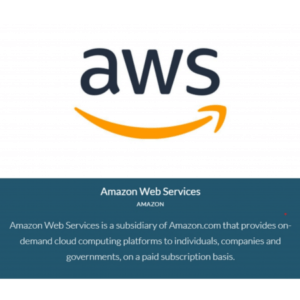 aws
Amazon Web Services
AMAZON
Amazon Web Services is a subsidiary of Amazon.com that provides on-
demand cloud computing platforms to individuals, companies and
governments, on a paid subscription basis.